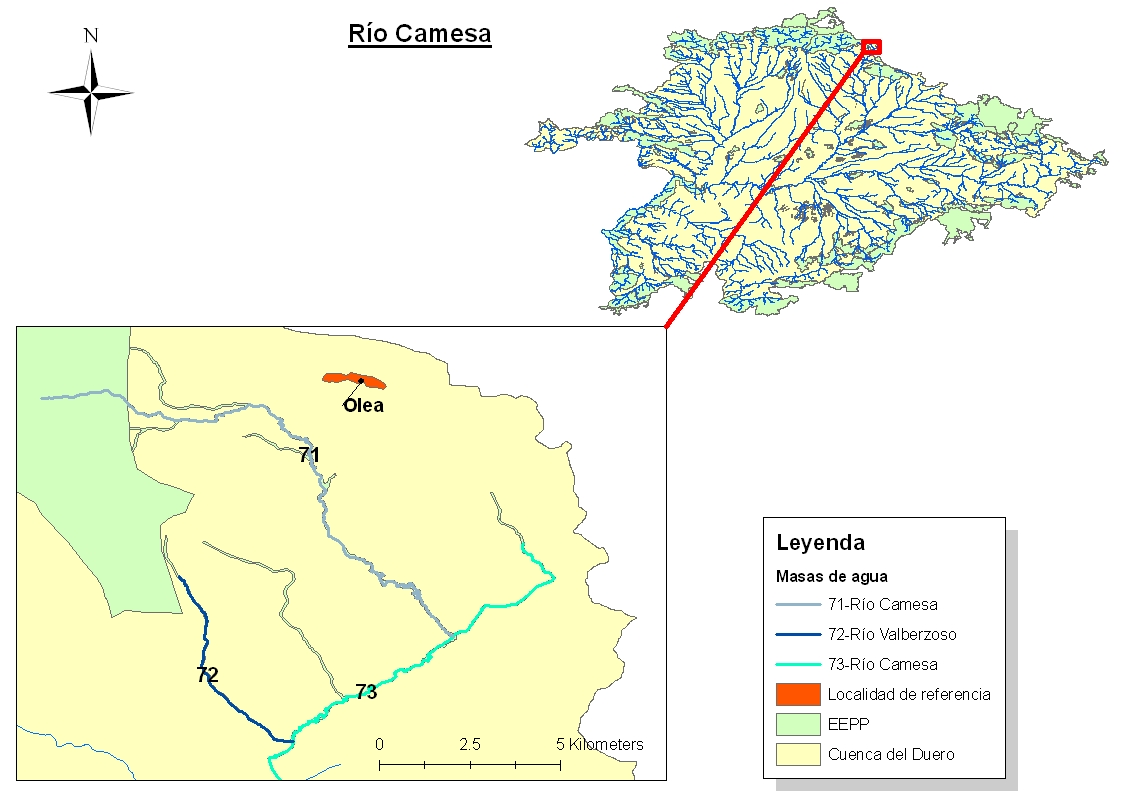 N
Río Camesa
Olea
71
72
73
0 2.5 5 Kilometers
Leyenda
Masas de agua
71-Río Camesa
72-Río Valberzoso
73-Río Camesa
Localidad de referencia
EEPP
Cuenca del Duero